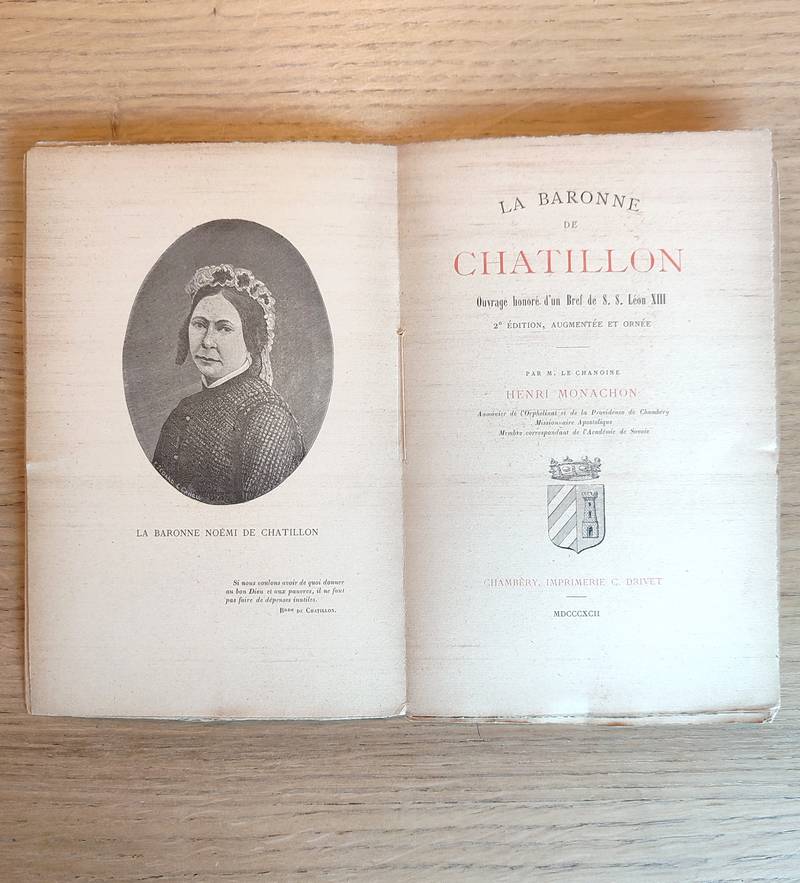 LA BARONNE NOÉMI DE CHATILLON
Si nous voulons avoir de quoi donner
au bon Dieu et aux pauvres, il ne faut
pas faire de dépenses inutiles.
Bonne DE CHATILLON.
LA BARONNE
DE
CHATILLON
Ouvrage honoré d'un Bref de S. S. Léon XIII
2e ÉDITION, AUGMENTÉE ET ORNÉE
PAR M. LE CHANOINE
HENRI MONACHON
Aumônier de l'Orphelinat et de la Providence de Chambéry
Missionnaire Apostolique
Membre correspondant de l'Académie de Savoie
CHAMBÉRY, IMPRIMERIE C. DRIVET
MDCCCXCII